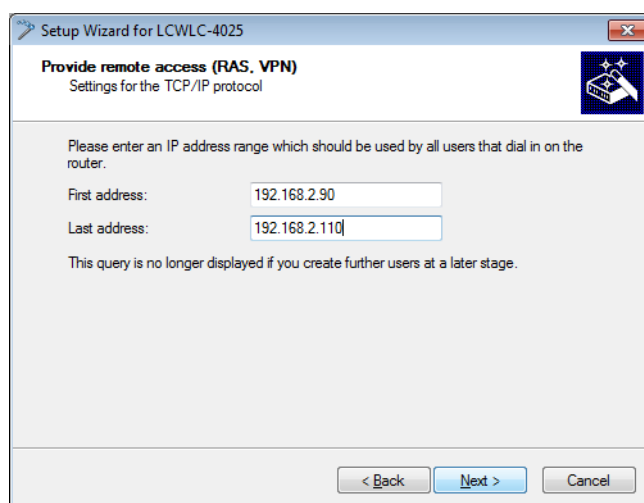 Setup Wizard for LCWLC-4025
Provide remote access (RAS, VPN)
Settings for the TCP/IP protocol
Please enter an IP address range which should be used by all users that dial in on the
router.
First address: 192.168.2.90
Last address: 192.168.2.110
This query is no longer displayed if you create further users at a later stage.
< Back Next > Cancel